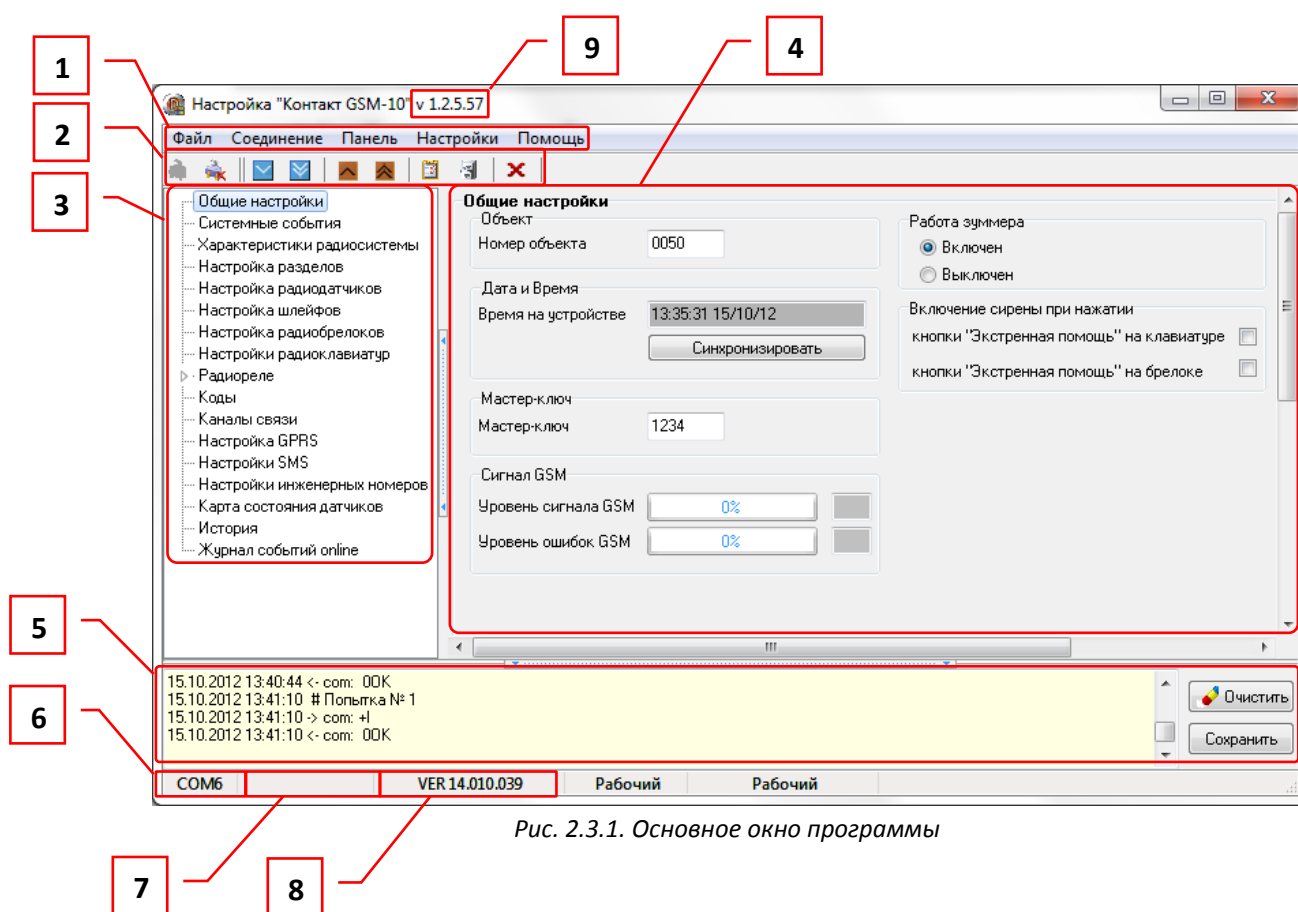 9
4
1
Настройка "Контакт GSM-10" v 1.2.5.57
2
Файл Соединение Панель Настройки Помощь
3
Общие настройки
Системные события
Характеристики радиосистемы
Настройка разделов
Настройка радиодатчиков
Настройка шлейфов
Настройка радиобрелоков
Настройки радиоклавиатур
Радиореле
Коды
Каналы связи
Настройка GPRS
Настройки SMS
Настройки инженерных номеров
Карта состояния датчиков
История
Журнал событий online
Общие настройки
Объект
Номер объекта 0050
Дата и Время
Время на устройстве 13:35:31 15/10/12
Синхронизировать
Мастер-ключ
Мастер-ключ 1234
Сигнал GSM
Уровень сигнала GSM 0%
Уровень ошибок GSM 0%
Работа зуммера
Включен
Выключен
Включение сирены при нажатии
кнопки "Экстренная помощь" на клавиатуре
кнопки "Экстренная помощь" на брелоке
5
15.10.2012 13:40:44 <- com: 0OK
15.10.2012 13:41:10 # Попытка № 1
15.10.2012 13:41:10 -> com: +I
15.10.2012 13:41:10 <- com: 0OK
Очистить
Сохранить
6
COM6 VER 14.010.039 Рабочий Рабочий
Рис. 2.3.1. Основное окно программы
7
8